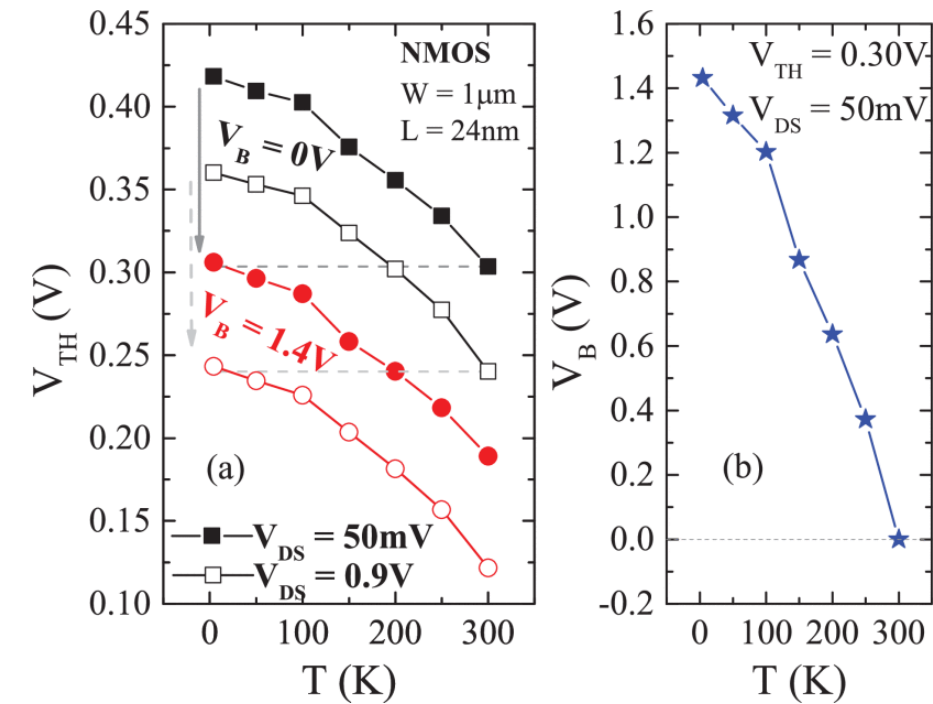 0.45
0.40
0.35
0.30
0.25
0.20
0.15
0.10
V_TH (V)
NMOS
W = 1μm
L = 24nm
V_B = 0V
V_B = 1.4V
(a)
V_DS = 50mV
V_DS = 0.9V
0 100 200 300
T (K)
1.6
1.4
1.2
1.0
0.8
0.6
0.4
0.2
0.0
-0.2
V_B (V)
V_TH = 0.30V
V_DS = 50mV
(b)
0 100 200 300
T (K)